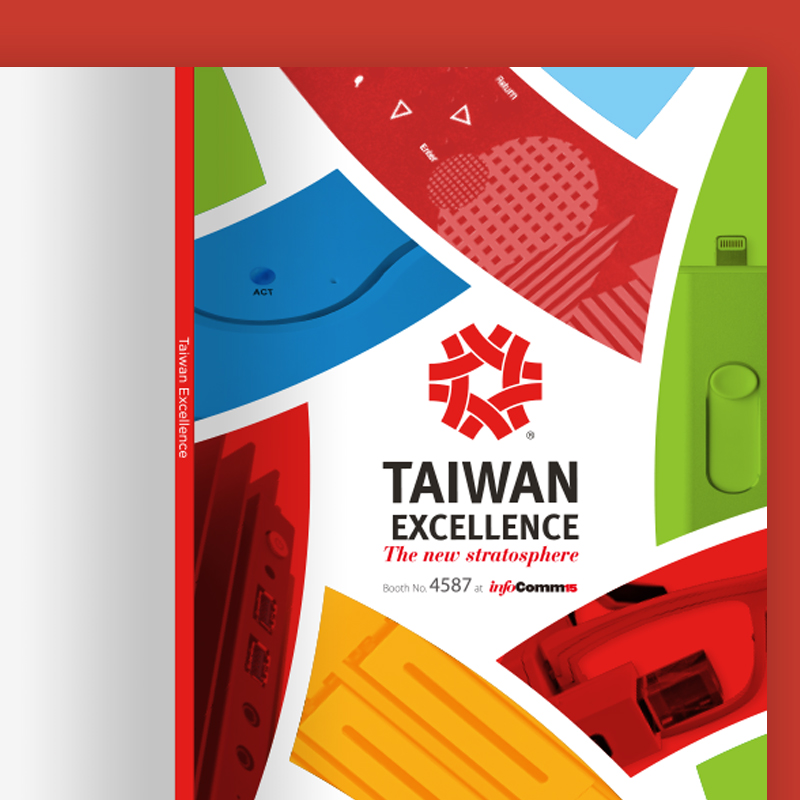 Return
Enter
ACT
Taiwan Excellence
®
TAIWAN
EXCELLENCE
The new stratosphere
Booth No. 4587 at infoComm15